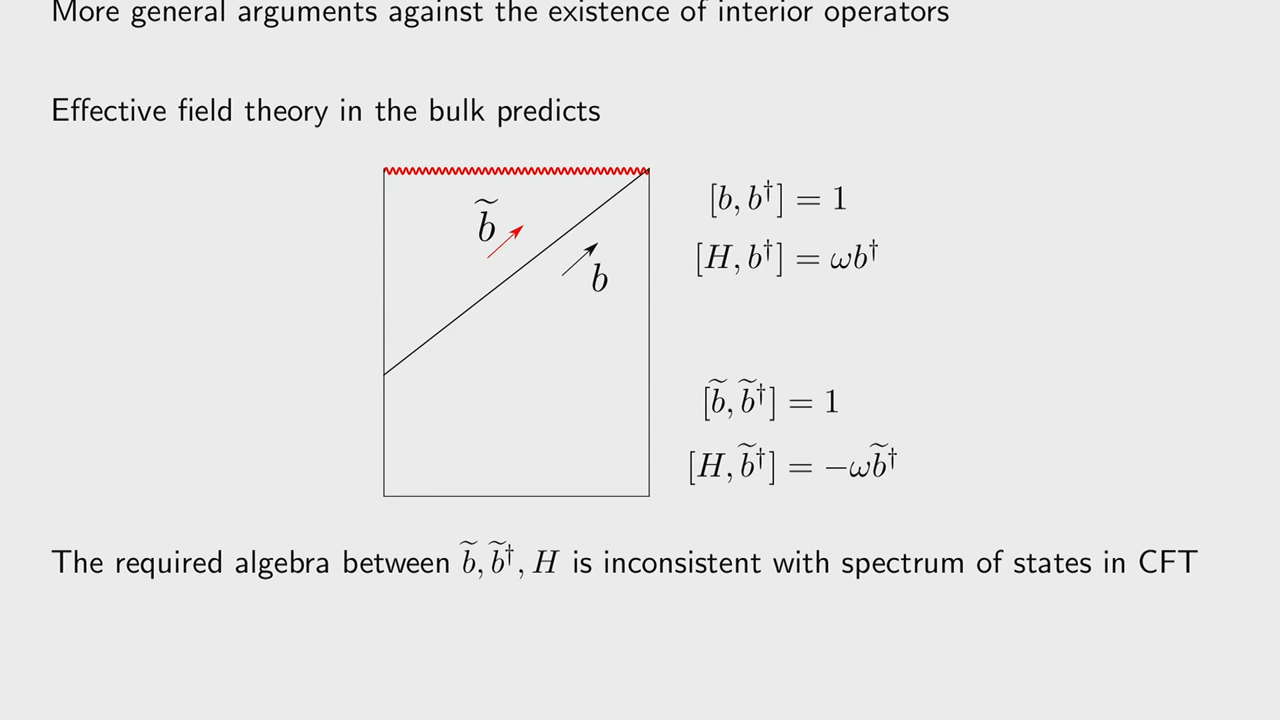 More general arguments against the existence of interior operators
Effective field theory in the bulk predicts
b̃
b
[b, b†] = 1
[H, b†] = ωb†
[b̃, b̃†] = 1
[H, b̃†] = −ωb̃†
The required algebra between b̃, b̃†, H is inconsistent with spectrum of states in CFT